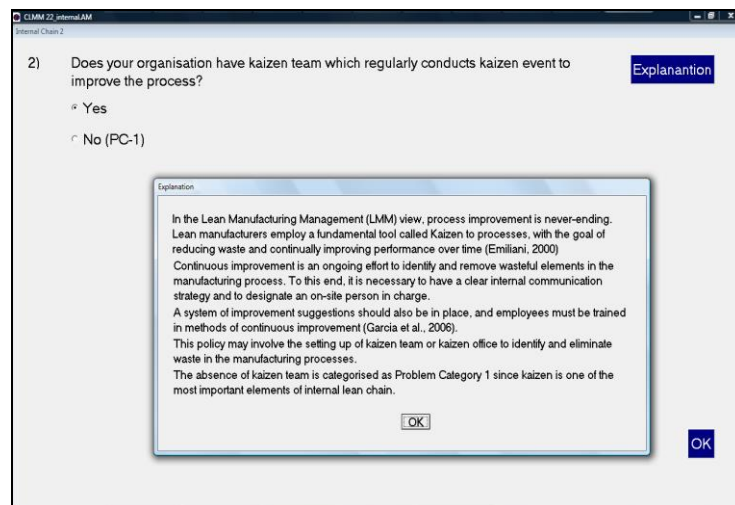 CLMM 22_internal.AM
Internal Chain 2
2) Does your organisation have kaizen team which regularly conducts kaizen event to
improve the process?
Explanantion
Yes
No (PC-1)
Explanation
In the Lean Manufacturing Management (LMM) view, process improvement is never-ending.
Lean manufacturers employ a fundamental tool called Kaizen to processes, with the goal of
reducing waste and continually improving performance over time (Emiliani, 2000)
Continuous improvement is an ongoing effort to identify and remove wasteful elements in the
manufacturing process. To this end, it is necessary to have a clear internal communication
strategy and to designate an on-site person in charge.
A system of improvement suggestions should also be in place, and employees must be trained
in methods of continuous improvement (Garcia et al., 2006).
This policy may involve the setting up of kaizen team or kaizen office to identify and eliminate
waste in the manufacturing processes.
The absence of kaizen team is categorised as Problem Category 1 since kaizen is one of the
most important elements of internal lean chain.
OK
OK